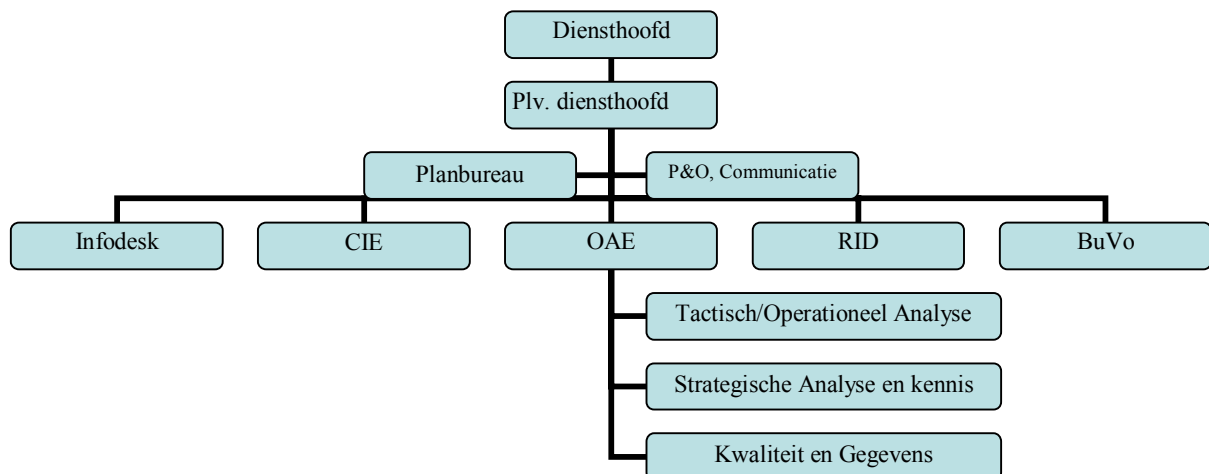 Diensthoofd
Plv. diensthoofd
Planbureau
P&O, Communicatie
Infodesk
CIE
OAE
RID
BuVo
Tactisch/Operationeel Analyse
Strategische Analyse en kennis
Kwaliteit en Gegevens